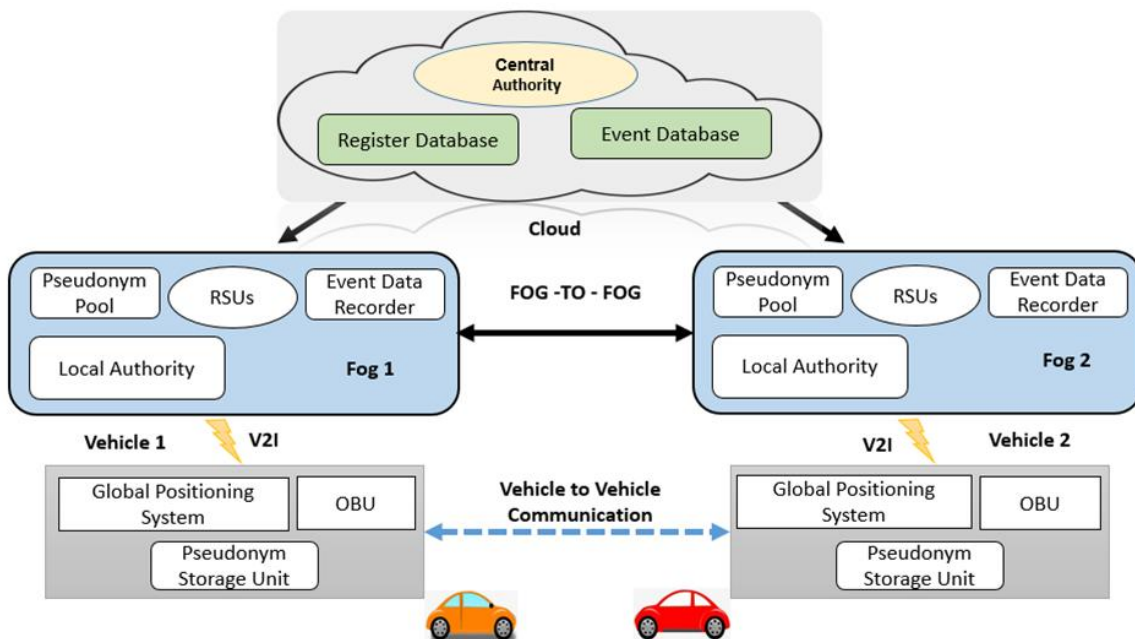 Central
Authority
Register Database
Event Database
Cloud
Pseudonym
Pool
RSUs
Event Data
Recorder
Local Authority
Fog 1
FOG -TO - FOG
Pseudonym
Pool
RSUs
Event Data
Recorder
Local Authority
Fog 2
Vehicle 1
V2I
V2I
Vehicle 2
Global Positioning
System
OBU
Pseudonym
Storage Unit
Vehicle to Vehicle
Communication
Global Positioning
System
OBU
Pseudonym
Storage Unit